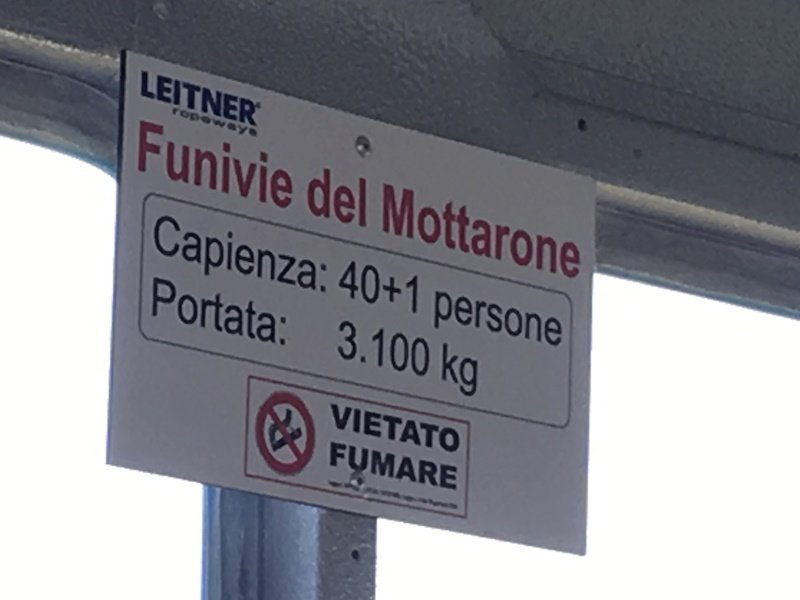 LEITNER
ropeways
Funivie del Mottarone
Capienza: 40+1 persone
Portata: 3.100 kg
VIETATO
FUMARE